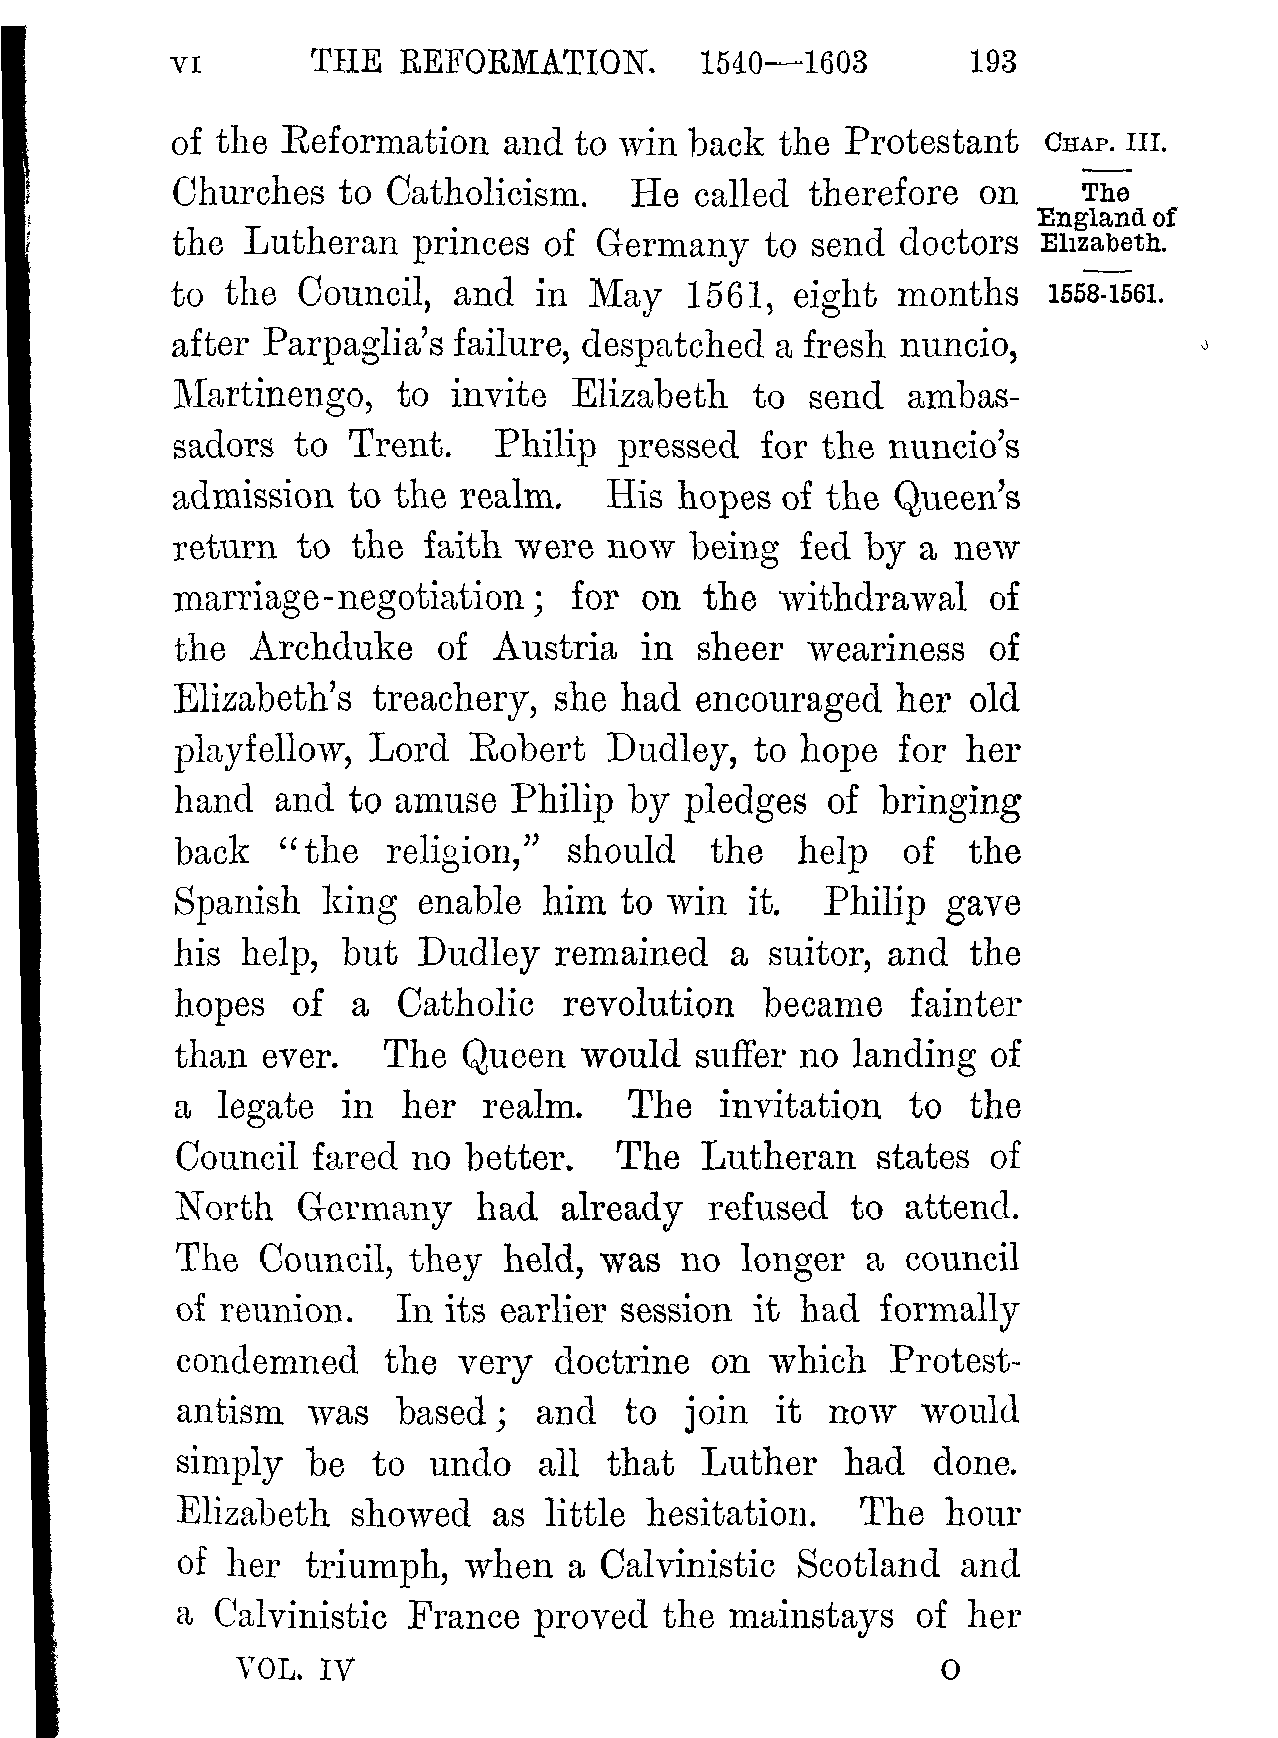 VI THE REFORMATION. 1540—1603 193
of the Reformation and to win back the Protestant
Churches to Catholicism. He called therefore on
the Lutheran princes of Germany to send doctors
to the Council, and in May 1561, eight months
after Parpaglia's failure, despatched a fresh nuncio,
Martinengo, to invite Elizabeth to send ambas-
sadors to Trent. Philip pressed for the nuncio's
admission to the realm. His hopes of the Queen's
return to the faith were now being fed by a new
marriage-negotiation; for on the withdrawal of
the Archduke of Austria in sheer weariness of
Elizabeth's treachery, she had encouraged her old
playfellow, Lord Robert Dudley, to hope for her
hand and to amuse Philip by pledges of bringing
back "the religion," should the help of the
Spanish king enable him to win it. Philip gave
his help, but Dudley remained a suitor, and the
hopes of a Catholic revolution became fainter
than ever. The Queen would suffer no landing of
a legate in her realm. The invitation to the
Council fared no better. The Lutheran states of
North Germany had already refused to attend.
The Council, they held, was no longer a council
of reunion. In its earlier session it had formally
condemned the very doctrine on which Protest-
antism was based; and to join it now would
simply be to undo all that Luther had done.
Elizabeth showed as little hesitation. The hour
of her triumph, when a Calvinistic Scotland and
a Calvinistic France proved the mainstays of her
VOL. IV O
CHAP. III.
The
England of
Elizabeth.
1558-1561.